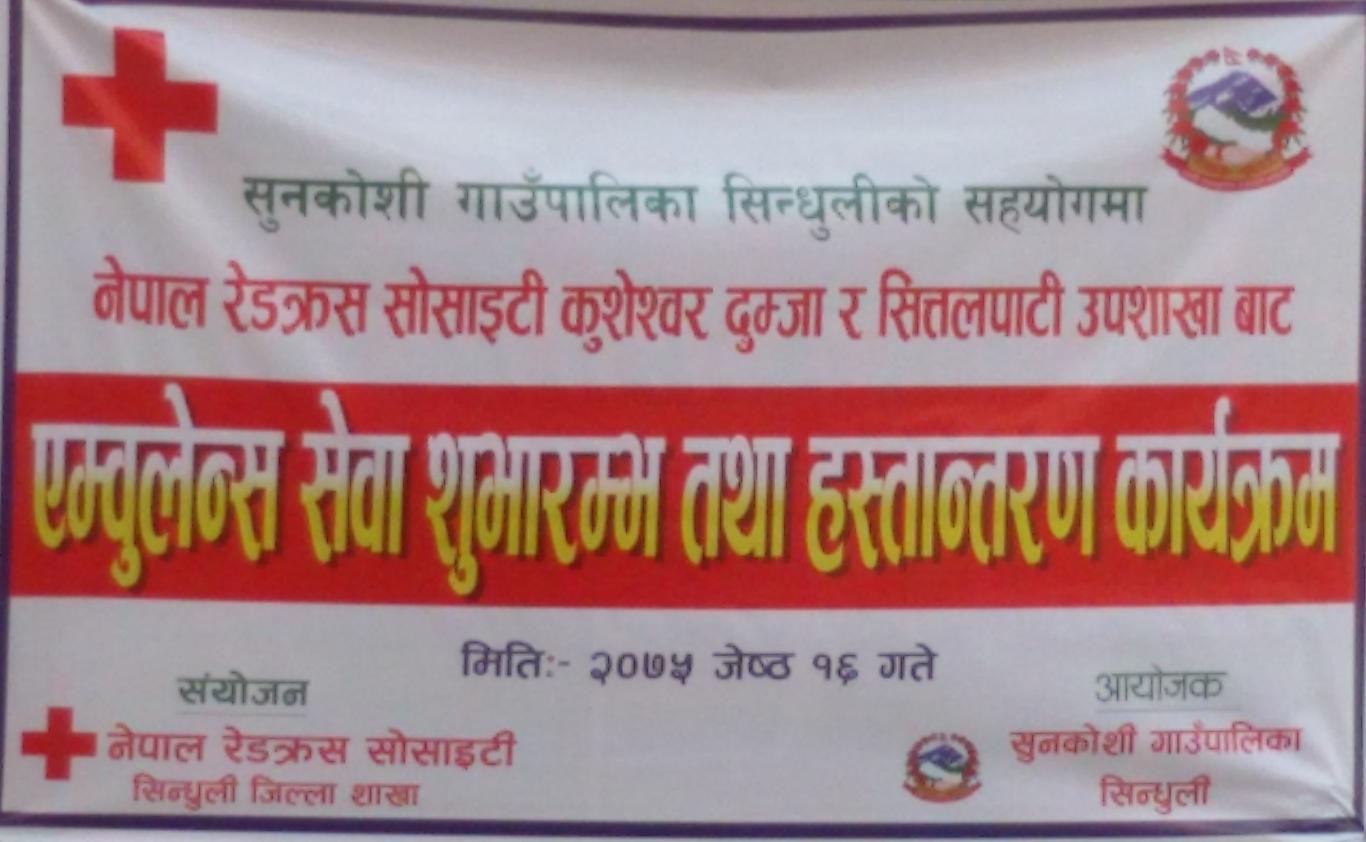 सुनकोशी गाउँपालिका सिन्धुलीको सहयोगमा
नेपाल रेडक्रस सोसाइटी कुशेश्वर दुम्जा र सित्तलपाटी उपशाखा बाट
एम्वुलेन्स सेवा शुभारम्भ तथा हस्तान्तरण कार्यक्रम
मितिः- २०७५ जेष्ठ १६ गते
संयोजन
नेपाल रेडक्रस सोसाइटी
सिन्धुली जिल्ला शाखा
आयोजक
सुनकोशी गाउँपालिका
सिन्धुली